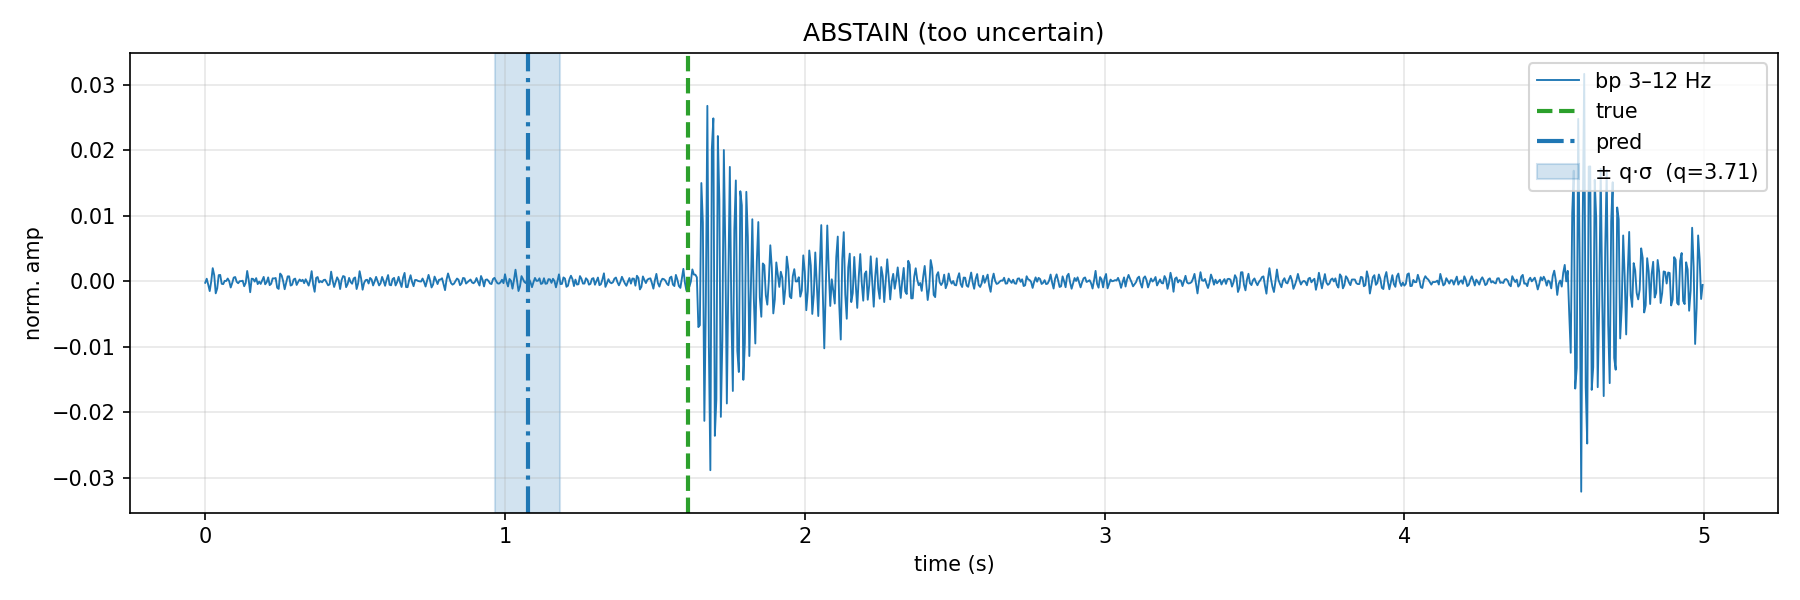 ABSTAIN (too uncertain)
norm. amp
0.03
0.02
0.01
0.00
−0.01
−0.02
−0.03
bp 3–12 Hz
true
pred
± q·σ  (q=3.71)
0 1 2 3 4 5
time (s)